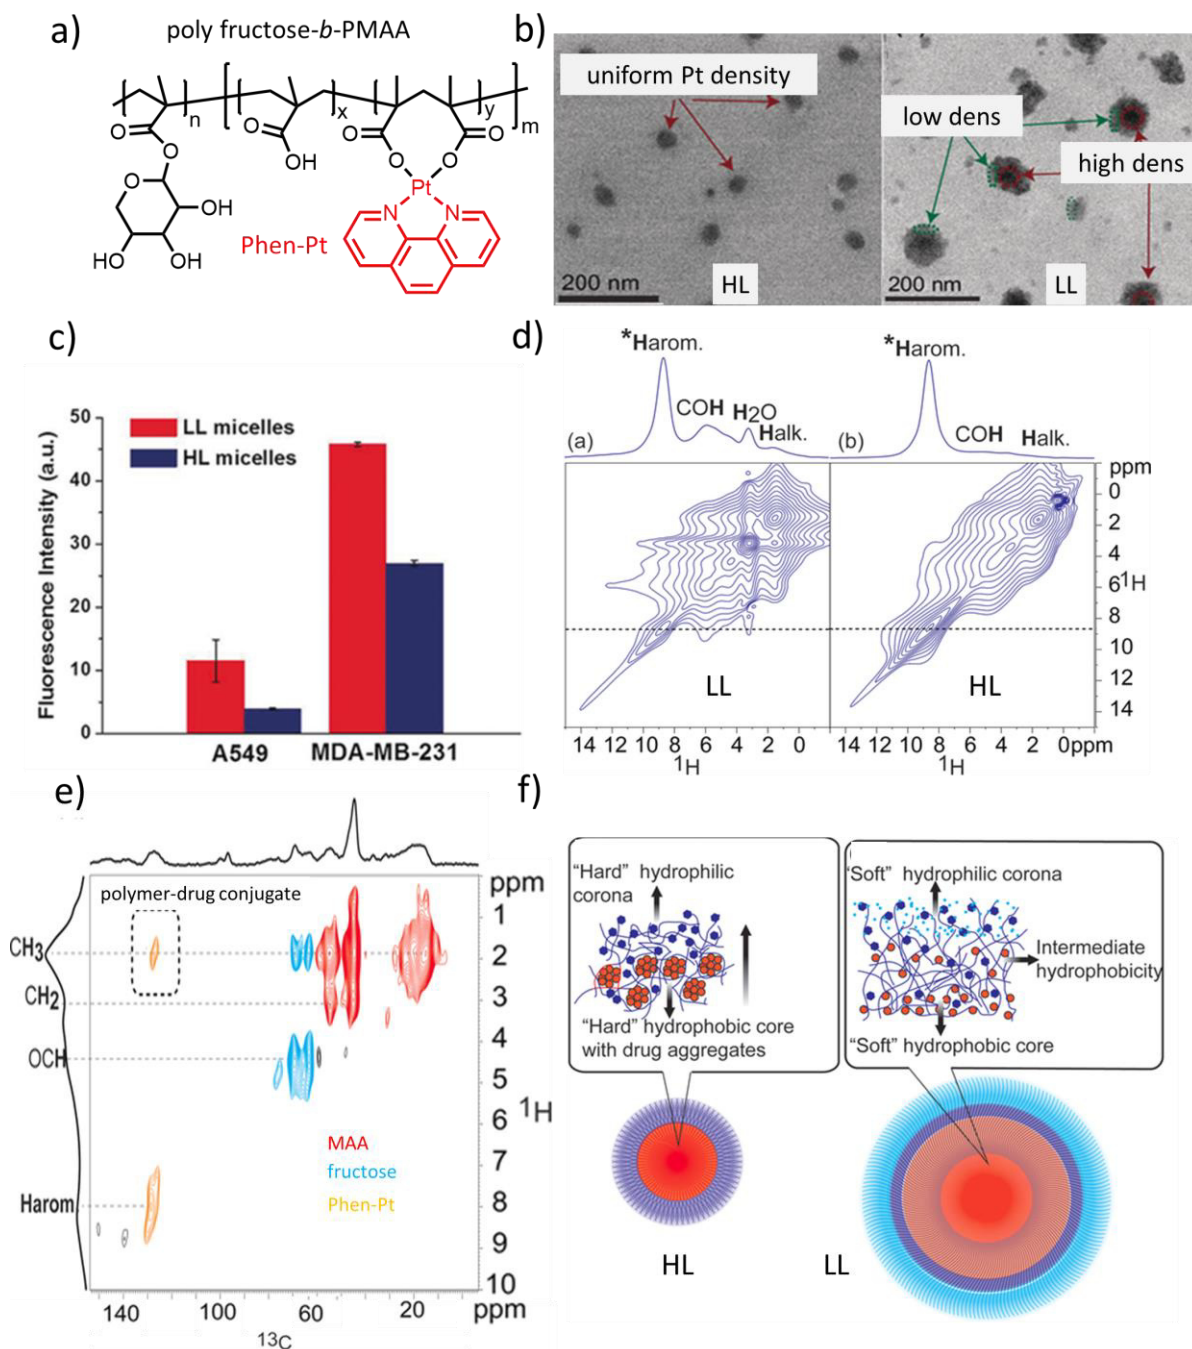 a)
poly fructose-b-PMAA
n
x
y
m
O
O
O
OH
O
O
O
O
O
OH
HO
OH
Pt
N
N
Phen-Pt
b)
uniform Pt density
200 nm
HL
low dens
high dens
200 nm
LL
c)
Fluorescence Intensity (a.u.)
50
40
30
20
10
0
LL micelles
HL micelles
A549
MDA-MB-231
d)
*Harom.
COH
H2O
Halk.
(a)
*Harom.
COH
Halk.
(b)
ppm
0
2
4
6 1H
8
10
12
14
LL
HL
14 12 10 8 6 4 2 0
1H
14 12 10 8 6 4 2 0ppm
1H
e)
ppm
polymer-drug conjugate
CH3
CH2
OCH
Harom
1
2
3
4
5
1H
6
7
8
9
10
MAA
fructose
Phen-Pt
140 100 60 20 ppm
13C
f)
"Hard" hydrophilic
corona
"Hard" hydrophobic core
with drug aggregates
HL
"Soft" hydrophilic corona
Intermediate
hydrophobicity
"Soft" hydrophobic core
LL